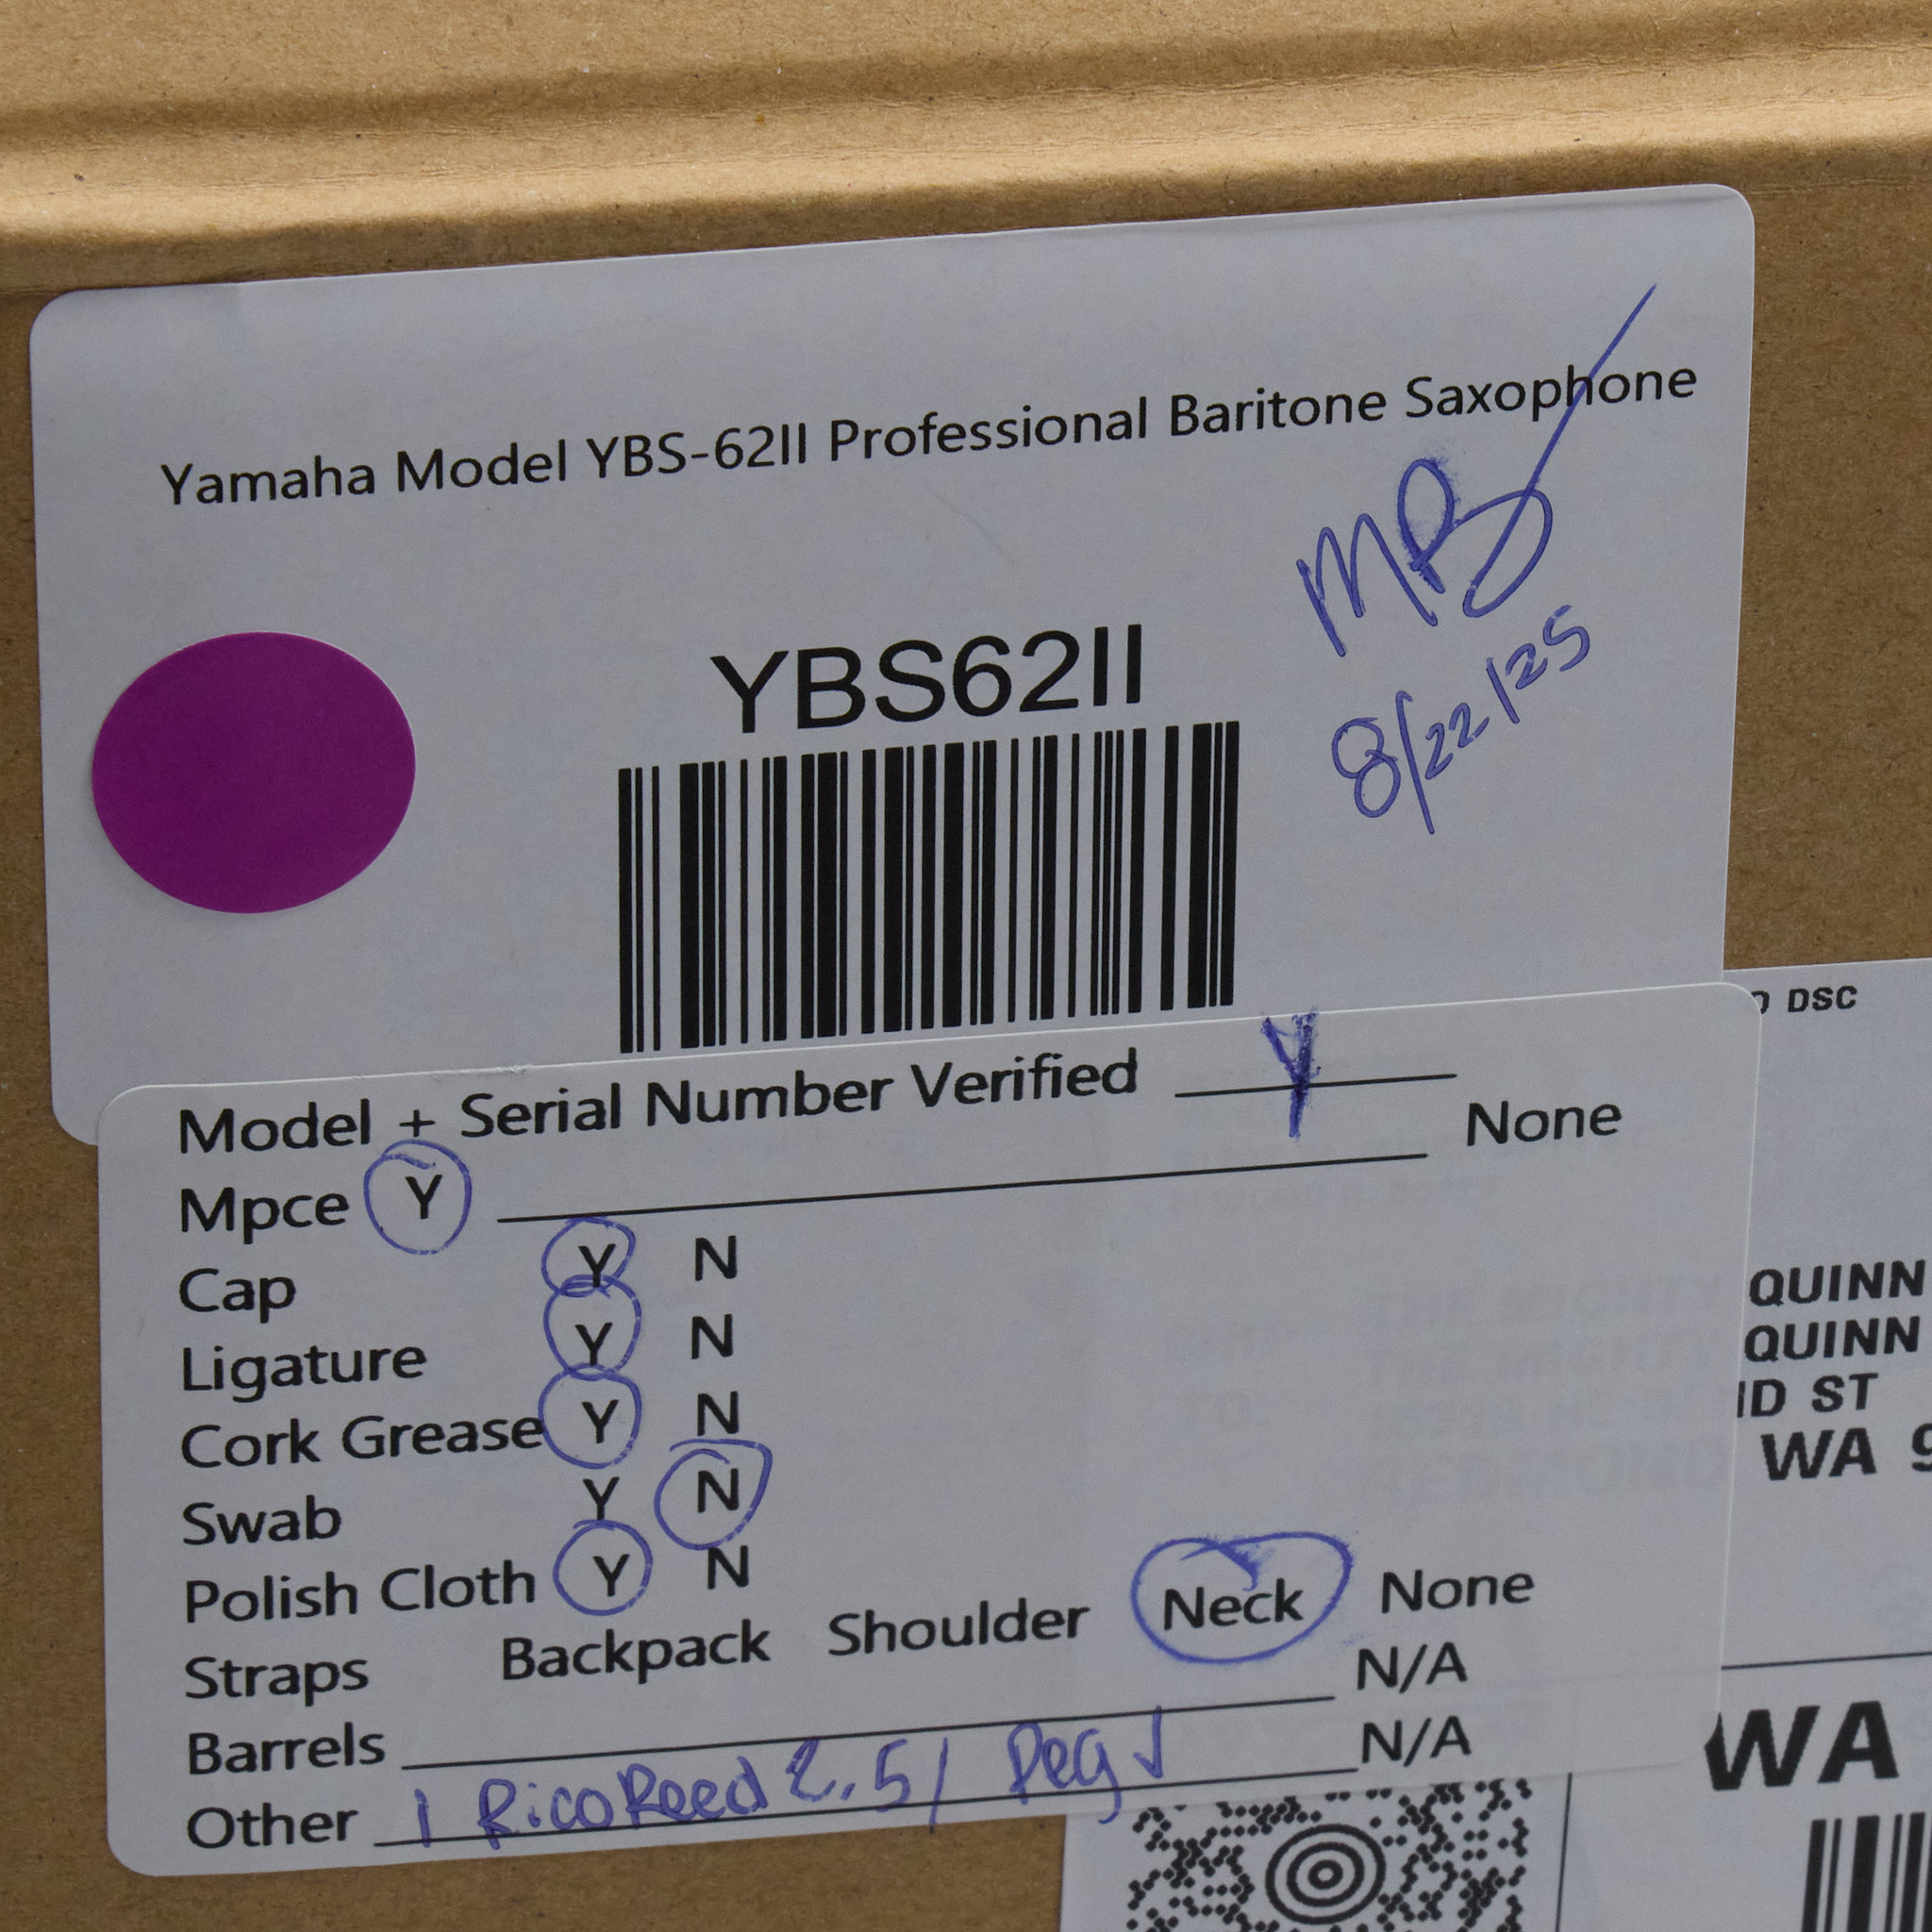 Yamaha Model YBS-62II Professional Baritone Saxophone
MB
8/22/25
YBS62II
DSC
Model + Serial Number Verified Y
Mpce Y None
Cap Y N
Ligature Y N
Cork Grease Y N
Swab Y N
Polish Cloth Y N
Straps Backpack Shoulder Neck None
Barrels N/A
Other 1 Rico Reed 2.5 / Peg √ N/A
QUINN
QUINN
ST
WA 9
WA